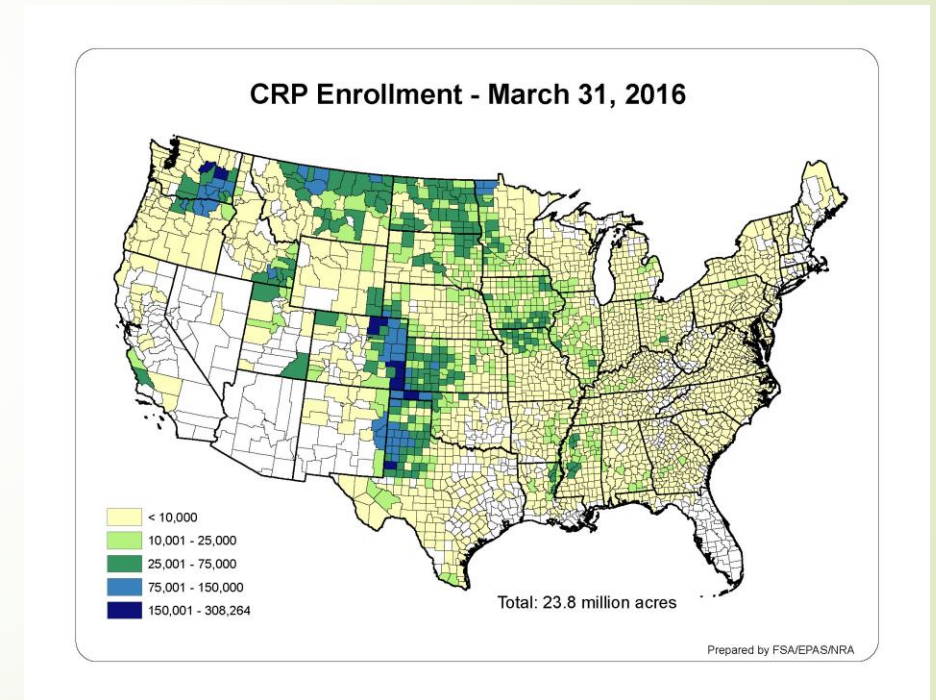 CRP Enrollment - March 31, 2016
< 10,000
10,001 - 25,000
25,001 - 75,000
75,001 - 150,000
150,001 - 308,264
Total: 23.8 million acres
Prepared by FSA/EPAS/NRA